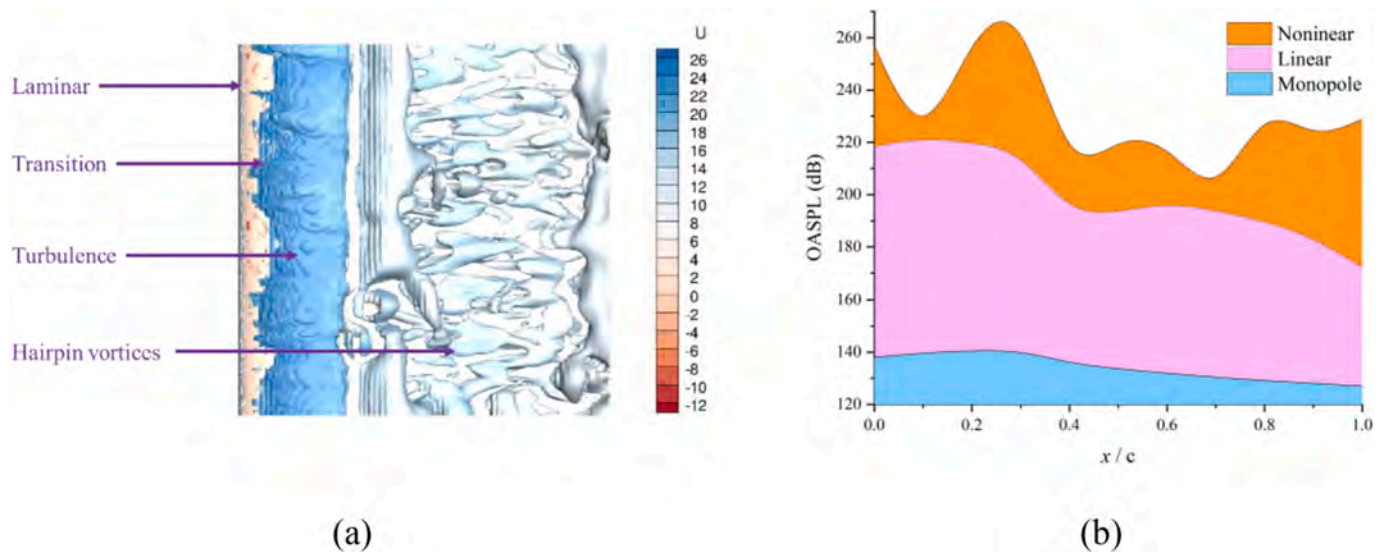 Laminar
Transition
Turbulence
Hairpin vortices
U
26
24
22
20
18
16
14
12
10
8
6
4
2
0
-2
-4
-6
-8
-10
-12
(a)
OASPL (dB)
260
240
220
200
180
160
140
120
0.0 0.2 0.4 0.6 0.8 1.0
x / c
Noninear
Linear
Monopole
(b)